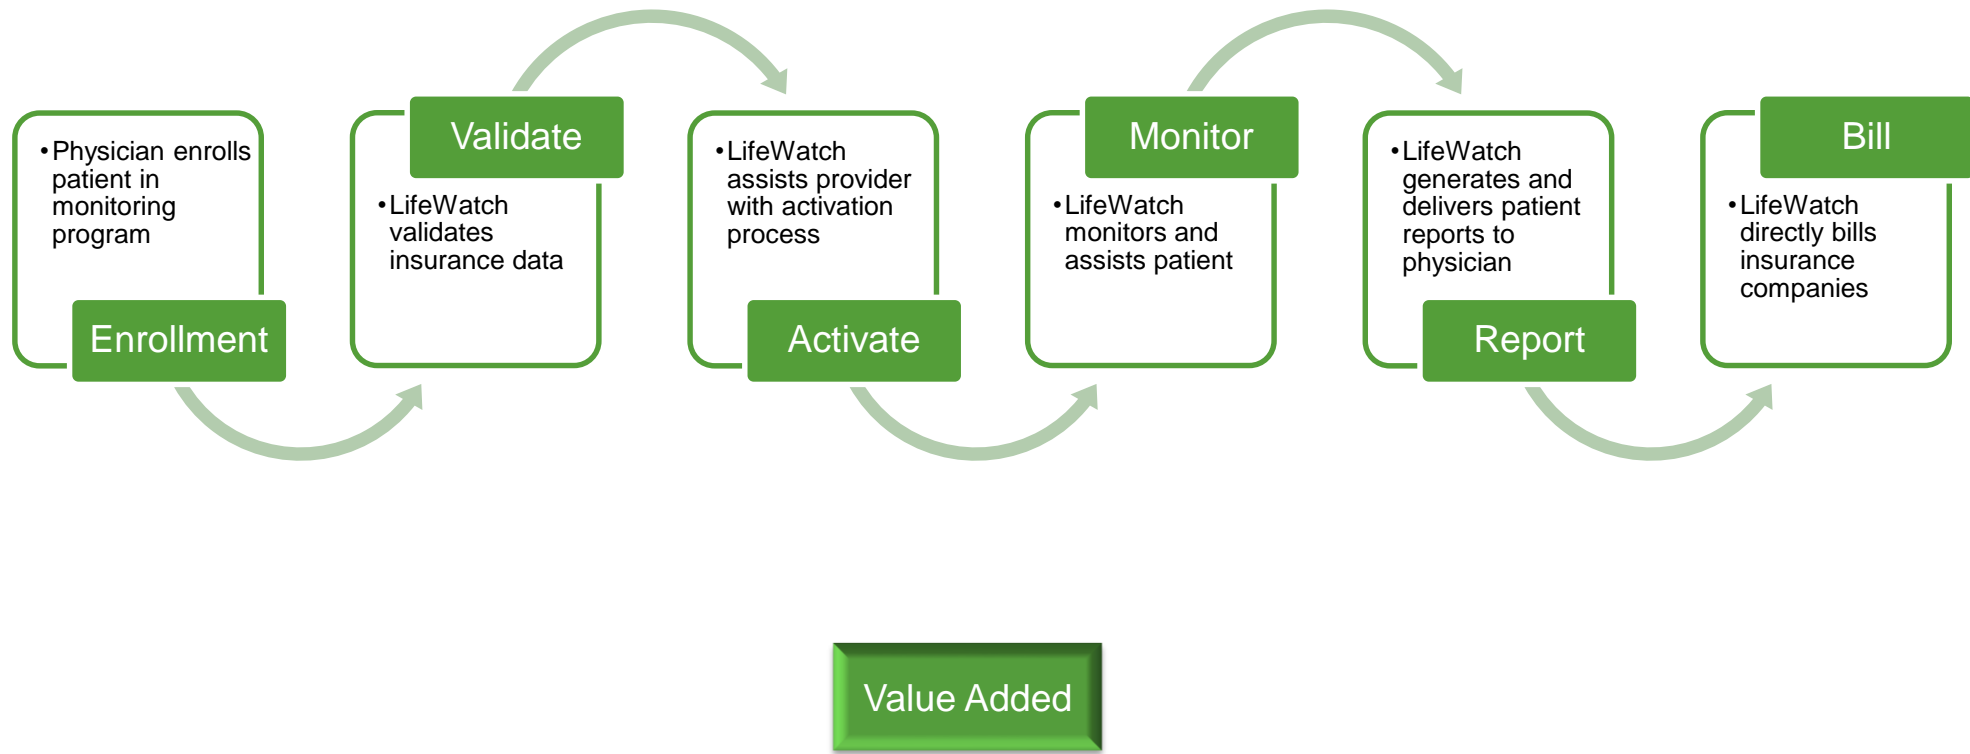 •Physician enrolls
patient in
monitoring
program
Enrollment
Validate
•LifeWatch
validates
insurance data
•LifeWatch
assists provider
with activation
process
Activate
Monitor
•LifeWatch
monitors and
assists patient
•LifeWatch
generates and
delivers patient
reports to
physician
Report
Bill
•LifeWatch
directly bills
insurance
companies
Value Added